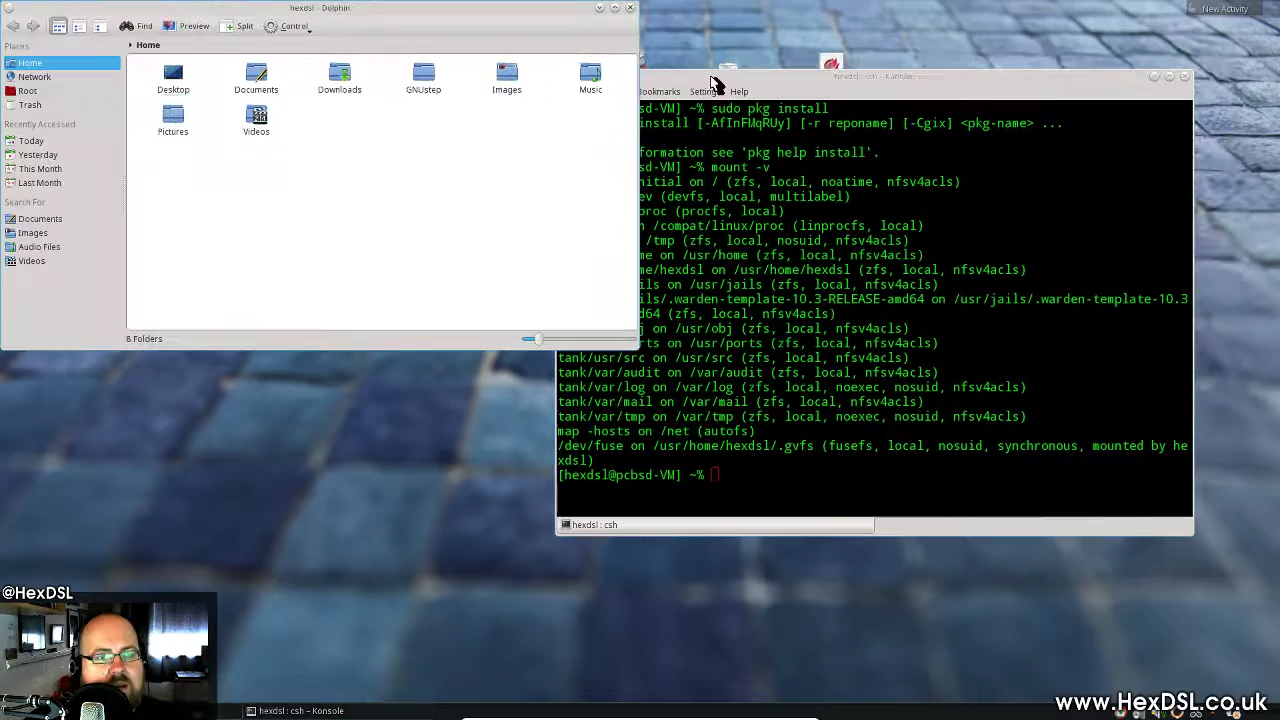 hexdsl - Dolphin
New Activity
Find
Preview
Split
Control
Places
Home
Network
Root
Trash
Recently Accessed
Today
Yesterday
This Month
Last Month
Search For
Documents
Images
Audio Files
Videos
Home
Desktop
Documents
Downloads
GNUstep
Images
Music
Pictures
Videos
8 Folders
hexdsl : csh - Konsole
Bookmarks
Settings
Help
sd-VM] ~% sudo pkg install
install [-AfInFMqRUy] [-r reponame] [-Cgix] <pkg-name> ...
formation see 'pkg help install'.
sd-VM] ~% mount -v
nitial on / (zfs, local, noatime, nfsv4acls)
ev (devfs, local, multilabel)
proc (procfs, local)
n /compat/linux/proc (linprocfs, local)
/tmp (zfs, local, nosuid, nfsv4acls)
me on /usr/home (zfs, local, nfsv4acls)
me/hexdsl on /usr/home/hexdsl (zfs, local, nfsv4acls)
ils on /usr/jails (zfs, local, nfsv4acls)
ils/.warden-template-10.3-RELEASE-amd64 on /usr/jails/.warden-template-10.3
d64 (zfs, local, nfsv4acls)
j on /usr/obj (zfs, local, nfsv4acls)
rts on /usr/ports (zfs, local, nfsv4acls)
tank/usr/src on /usr/src (zfs, local, nfsv4acls)
tank/var/audit on /var/audit (zfs, local, nfsv4acls)
tank/var/log on /var/log (zfs, local, noexec, nosuid, nfsv4acls)
tank/var/mail on /var/mail (zfs, local, nfsv4acls)
tank/var/tmp on /var/tmp (zfs, local, noexec, nosuid, nfsv4acls)
map -hosts on /net (autofs)
/dev/fuse on /usr/home/hexdsl/.gvfs (fusefs, local, nosuid, synchronous, mounted by he
xdsl)
[hexdsl@pcbsd-VM] ~%
hexdsl : csh
@HexDSL
hexdsl : csh - Konsole
www.HexDSL.co.uk